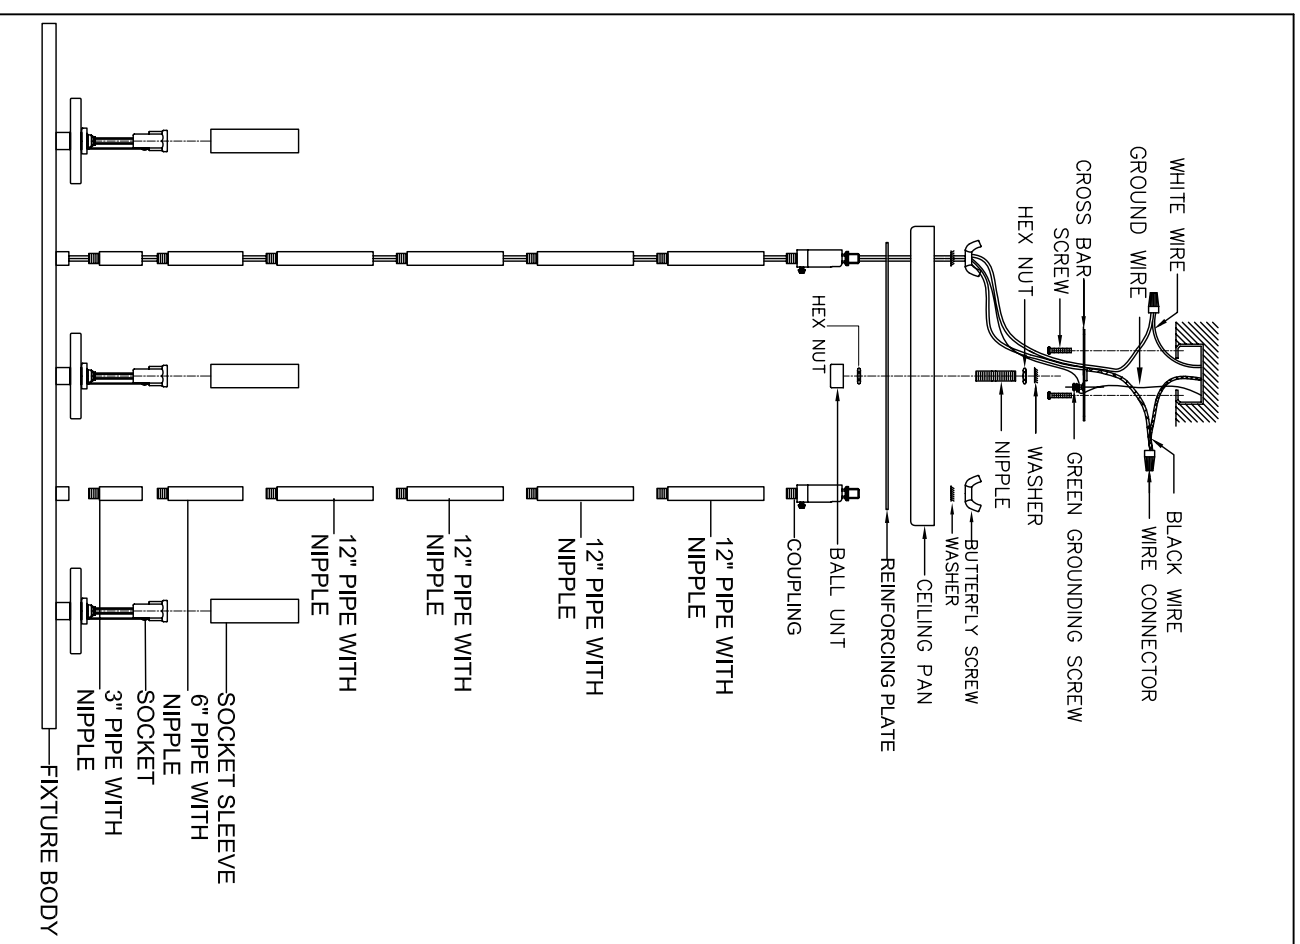 WHITE WIRE
GROUND WIRE
CROSS BAR
SCREW
HEX NUT
BLACK WIRE
WIRE CONNECTOR
GREEN GROUNDING SCREW
WASHER
NIPPLE
BUTTERFLY SCREW
WASHER
CEILING PAN
REINFORCING PLATE
HEX NUT
BALL UNT
COUPLING
12" PIPE WITH
NIPPLE
12" PIPE WITH
NIPPLE
12" PIPE WITH
NIPPLE
12" PIPE WITH
NIPPLE
SOCKET SLEEVE
6" PIPE WITH
NIPPLE
SOCKET
3" PIPE WITH
NIPPLE
FIXTURE BODY